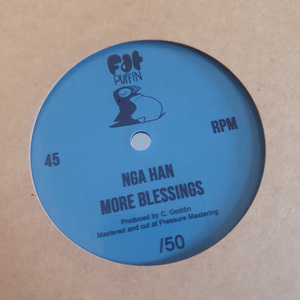 Fat
PUFFIN
45
RPM
NGA HAN
MORE BLESSINGS
Produced by C. Goddin
Mastered and cut at Pressure Mastering
/50